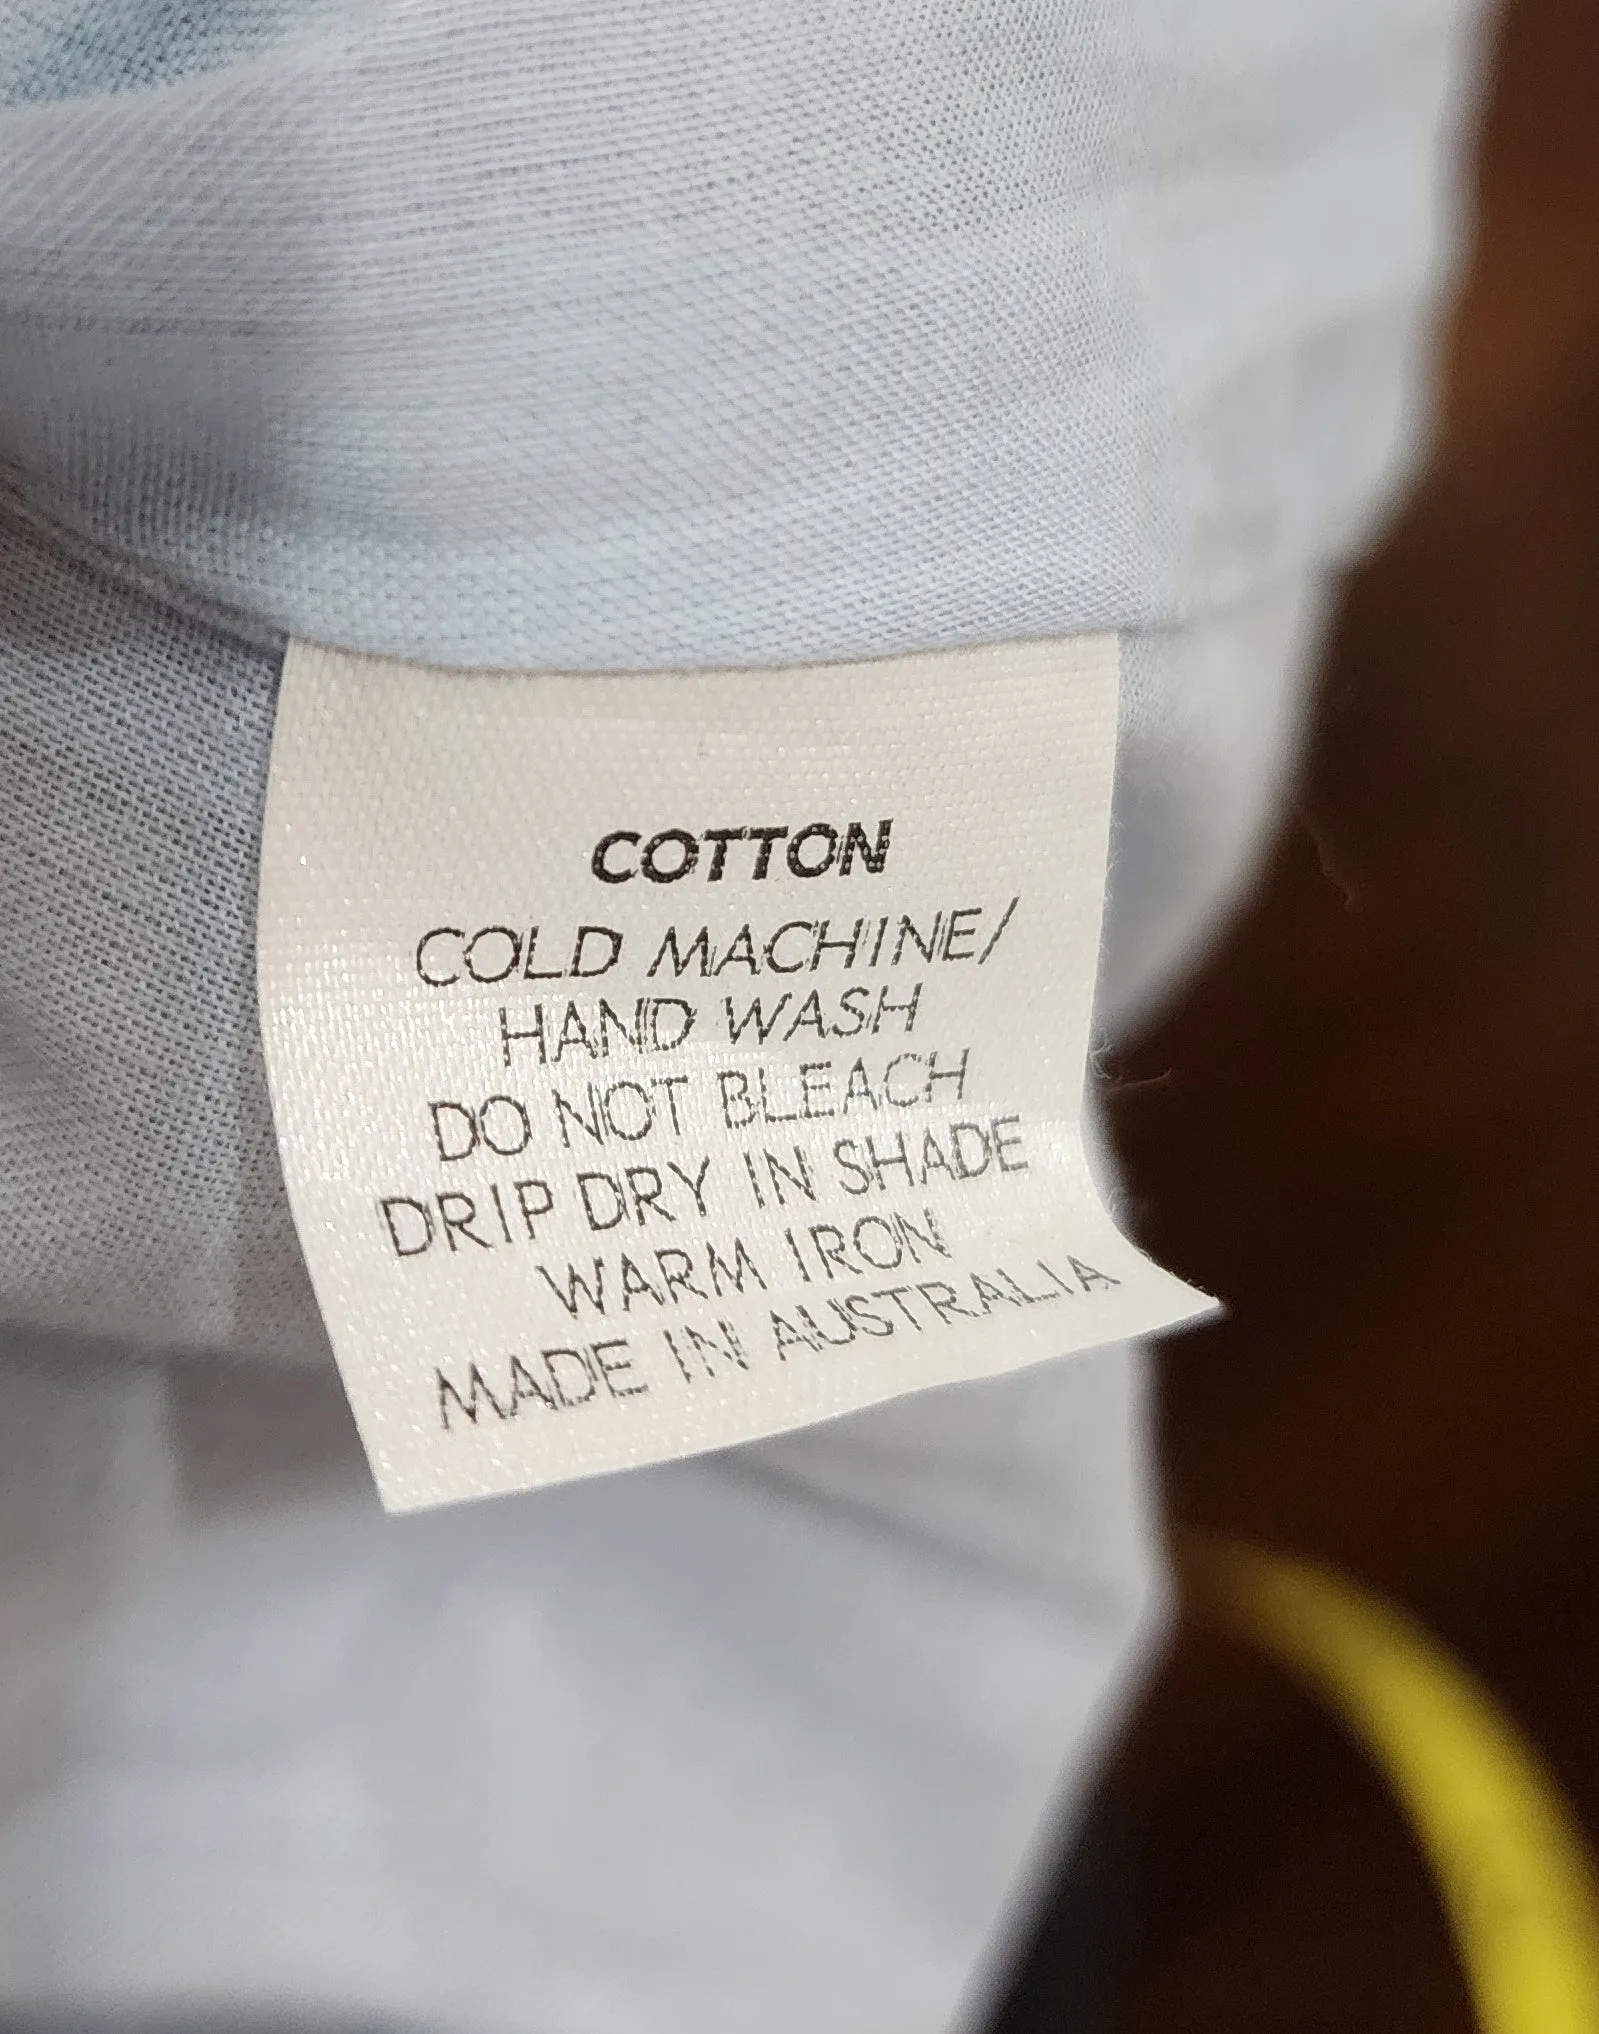 COTTON
COLD MACHINE/
HAND WASH
DO NOT BLEACH
DRIP DRY IN SHADE
WARM IRON
MADE IN AUSTRALIA